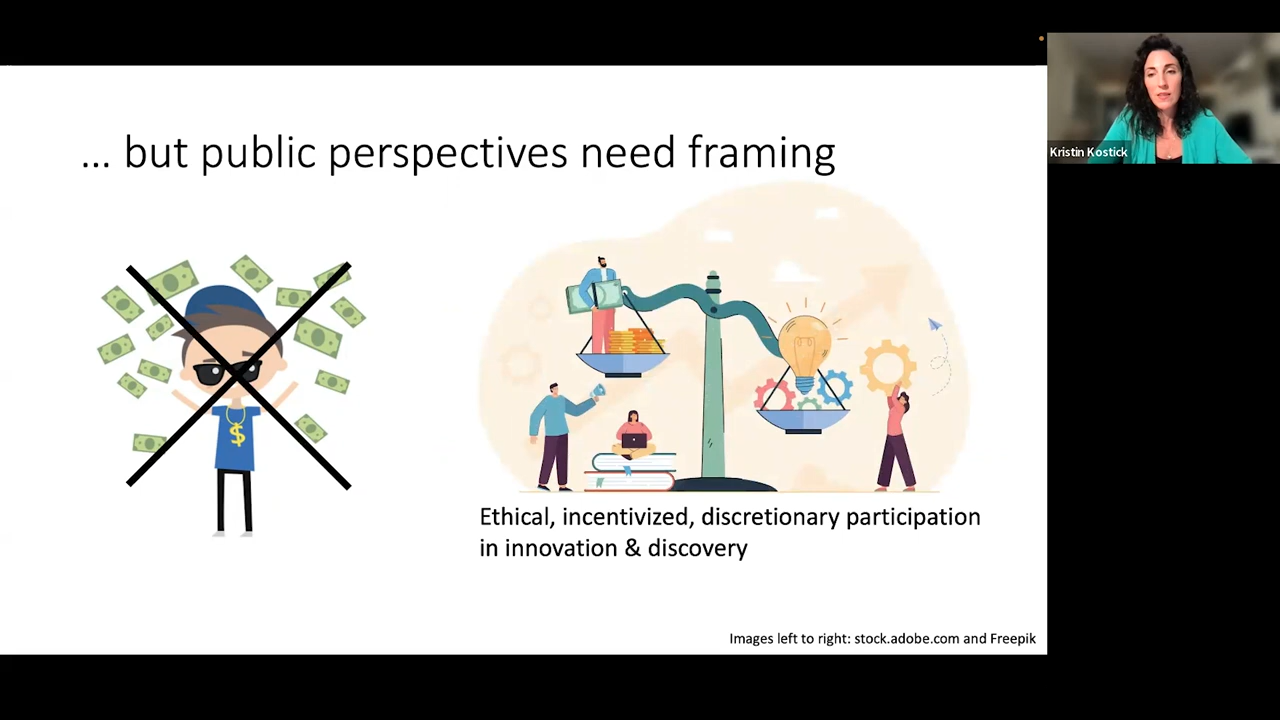 ... but public perspectives need framing
$
Ethical, incentivized, discretionary participation
in innovation & discovery
Images left to right: stock.adobe.com and Freepik
Kristin Kostick